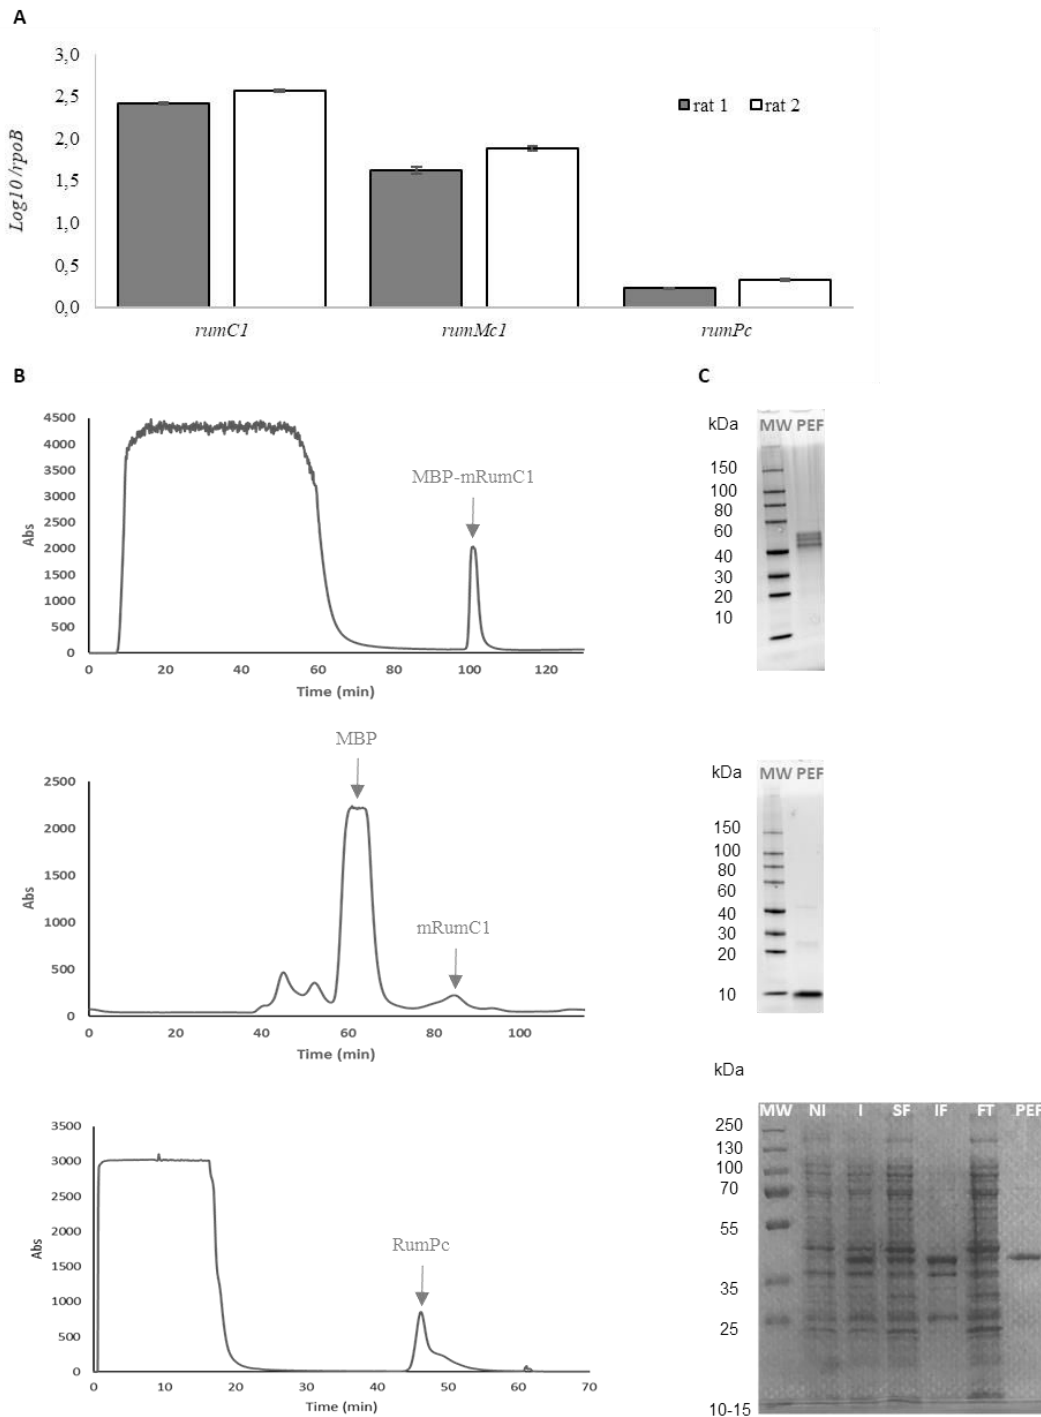 A
3,0
2,5
2,0
1,5
1,0
0,5
0,0
Log10/rpoB
rat 1 rat 2
rumC1 rumMc1 rumPc
B
4500
4000
3500
3000
2500
2000
1500
1000
500
0
Abs
MBP-mRumC1
0 20 40 60 80 100 120
Time (min)
C
kDa
MW PEF
150
100
80
60
40
30
20
10
MBP
2500
2000
1500
1000
500
0
Abs
mRumC1
0 20 40 60 80 100
Time (min)
kDa
MW PEF
150
100
80
60
40
30
20
10
3500
3000
2500
2000
1500
1000
500
0
Abs
RumPc
0 10 20 30 40 50 60 70
Time (min)
kDa
MW NI I SF IF FT PEF
250
130
100
70
55
35
25
10-15